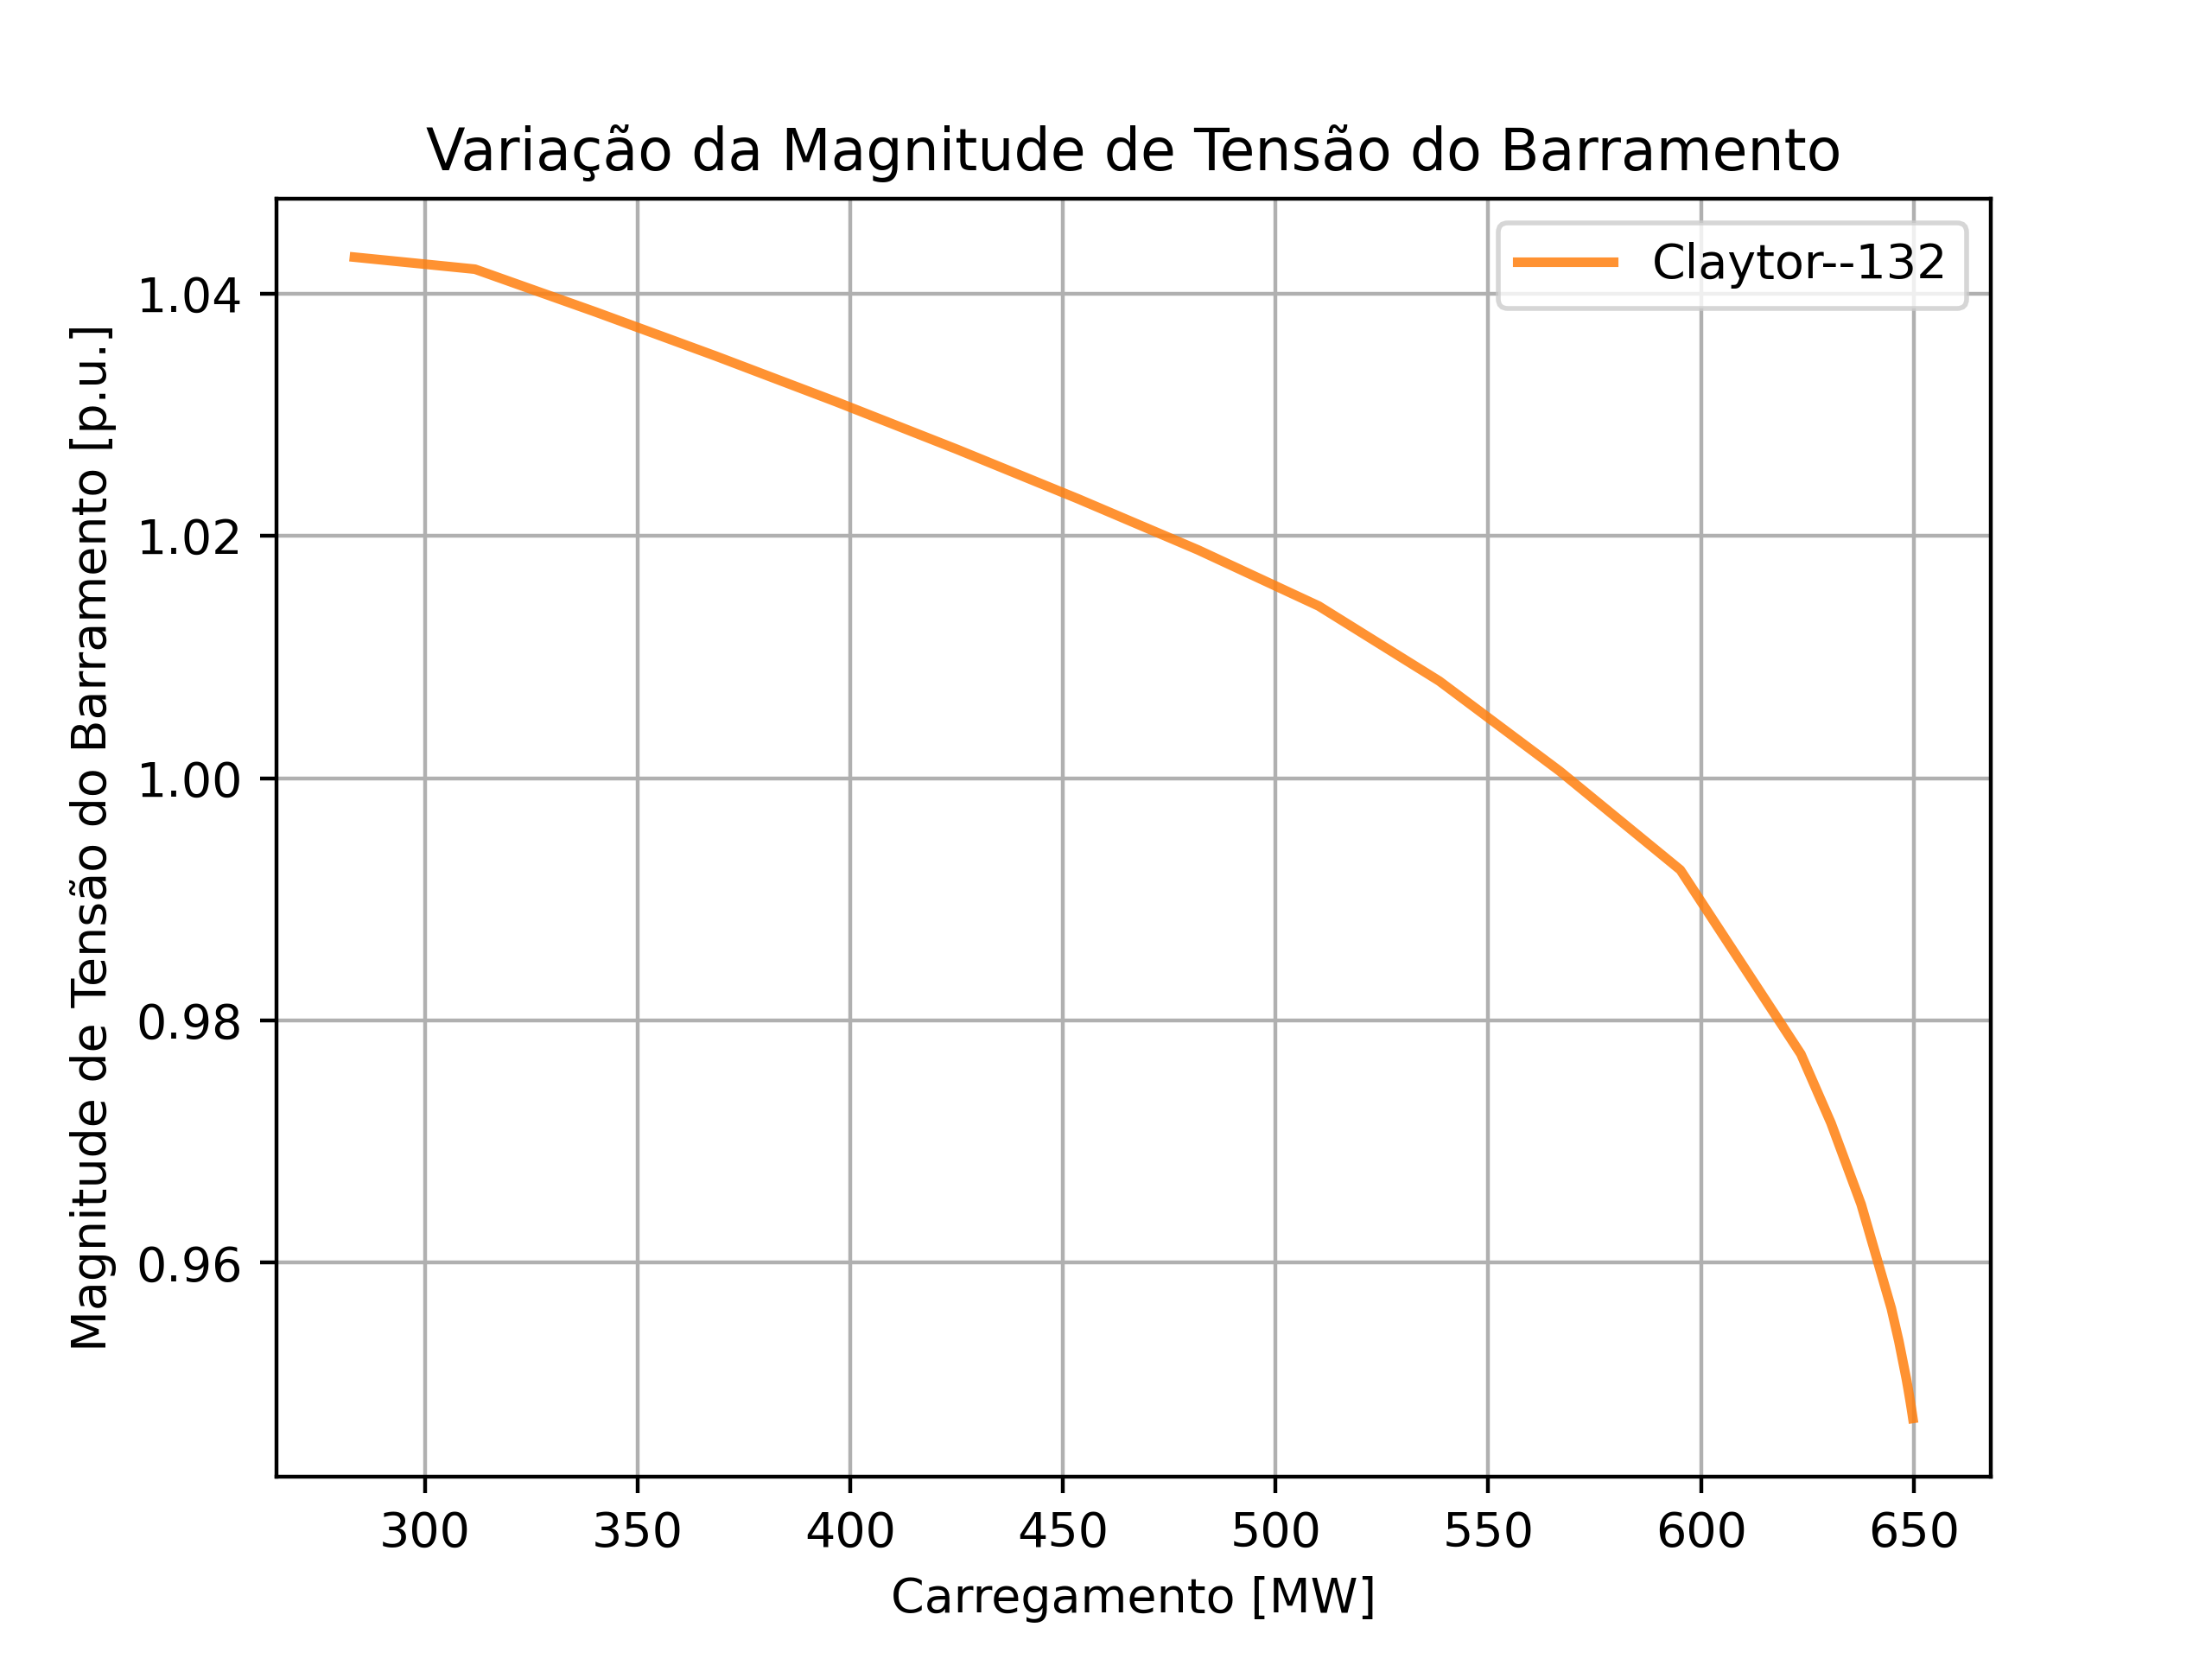 Variação da Magnitude de Tensão do Barramento
Claytor--132
Magnitude de Tensão do Barramento [p.u.]
1.04
1.02
1.00
0.98
0.96
300 350 400 450 500 550 600 650
Carregamento [MW]